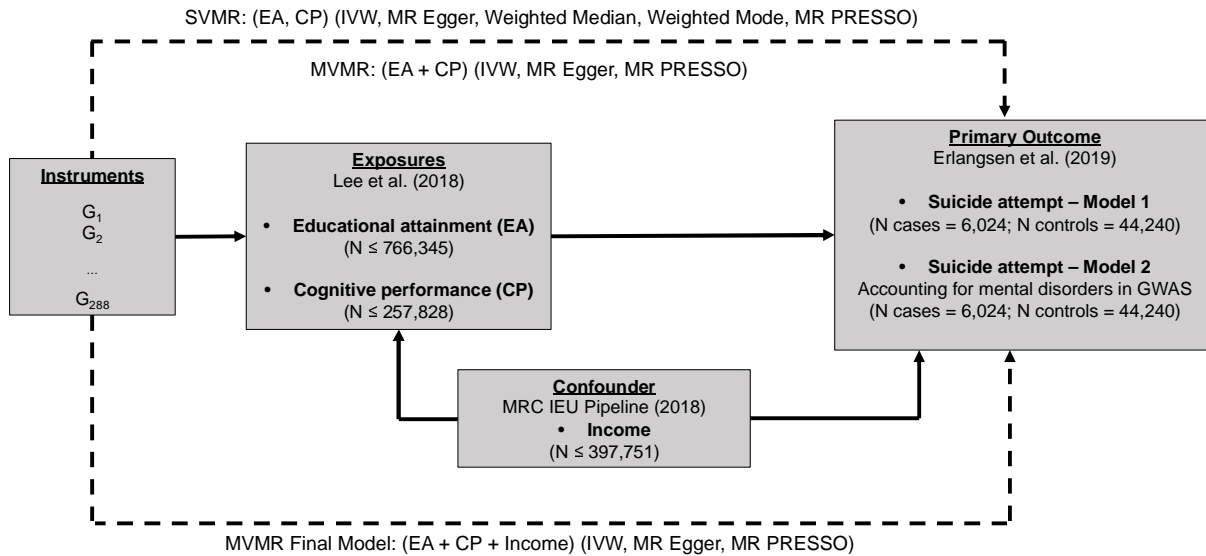 SVMR: (EA, CP) (IVW, MR Egger, Weighted Median, Weighted Mode, MR PRESSO)
MVMR: (EA + CP) (IVW, MR Egger, MR PRESSO)
Instruments
G1
G2
...
G288
Exposures
Lee et al. (2018)
• Educational attainment (EA)
(N ≤ 766,345)
• Cognitive performance (CP)
(N ≤ 257,828)
Primary Outcome
Erlangsen et al. (2019)
• Suicide attempt – Model 1
(N cases = 6,024; N controls = 44,240)
• Suicide attempt – Model 2
Accounting for mental disorders in GWAS
(N cases = 6,024; N controls = 44,240)
Confounder
MRC IEU Pipeline (2018)
• Income
(N ≤ 397,751)
MVMR Final Model: (EA + CP + Income) (IVW, MR Egger, MR PRESSO)